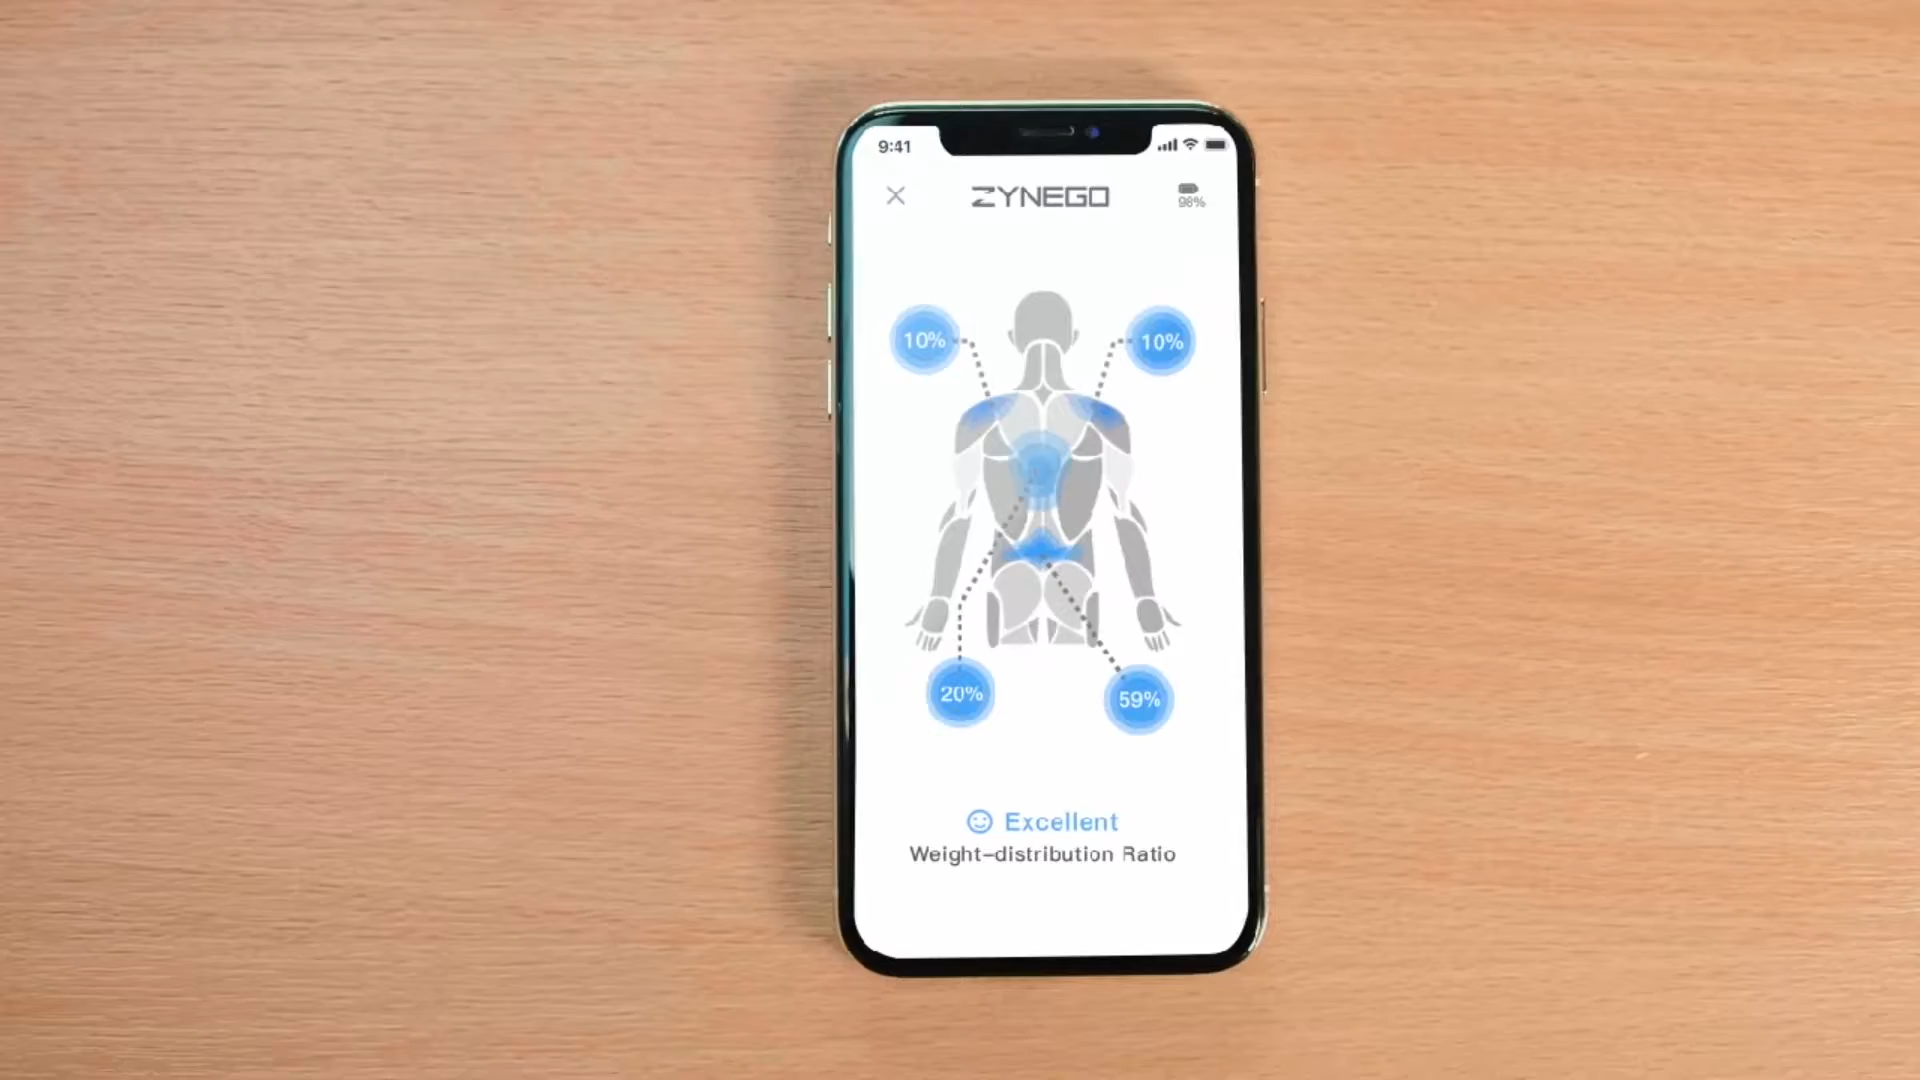 9:41
ZYNEGO
98%
10%
10%
20%
59%
Excellent
Weight-distribution Ratio